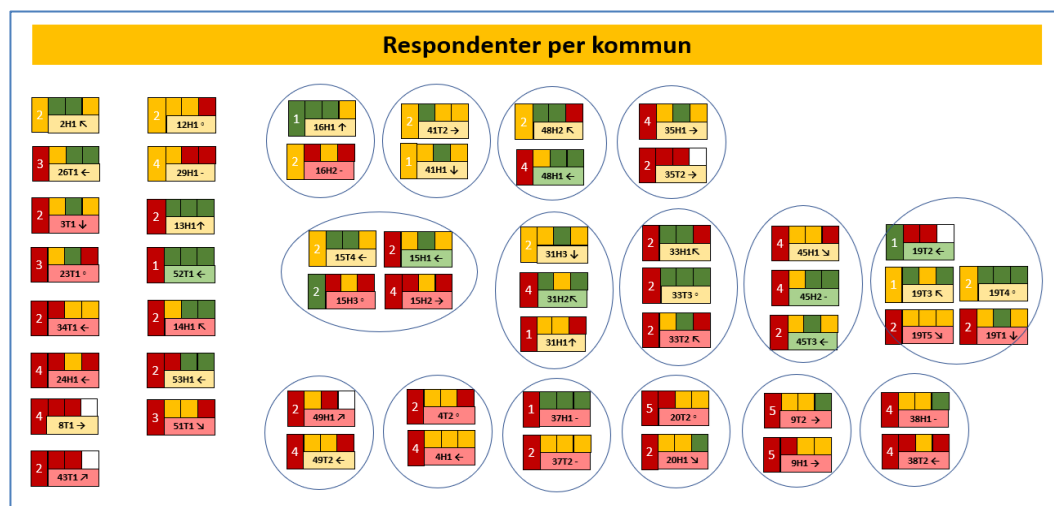 Respondenter per kommun
2 2H1 ↖
2 12H1 °
3 26T1 ←
4 29H1 -
2 3T1 ↓
2 13H1 ↑
3 23T1 °
1 52T1 ←
2 34T1 ←
2 14H1 ↖
4 24H1 ←
2 53H1 ←
4 8T1 →
3 51T1 ↘
2 43T1 ↗
1 16H1 ↑
2 16H2 -
2 41T2 →
1 41H1 ↓
2 48H2 ↖
4 48H1 ←
4 35H1 →
2 35T2 →
2 15T4 ←
2 15H1 ←
2 15H3 °
4 15H2 →
2 31H3 ↓
4 31H2 ↖
1 31H1 ↑
2 33H1 ↖
2 33T3 °
2 33T2 ↖
4 45H1 ↘
4 45H2 -
2 45T3 ←
1 19T2 ←
1 19T3 ↖
2 19T4 °
2 19T5 ↘
2 19T1 ↓
2 49H1 ↗
4 49T2 ←
2 4T2 °
4 4H1 ←
1 37H1 -
2 37T2 -
5 20T2 °
2 20H1 ↘
5 9T2 →
5 9H1 →
4 38H1 -
4 38T2 ←